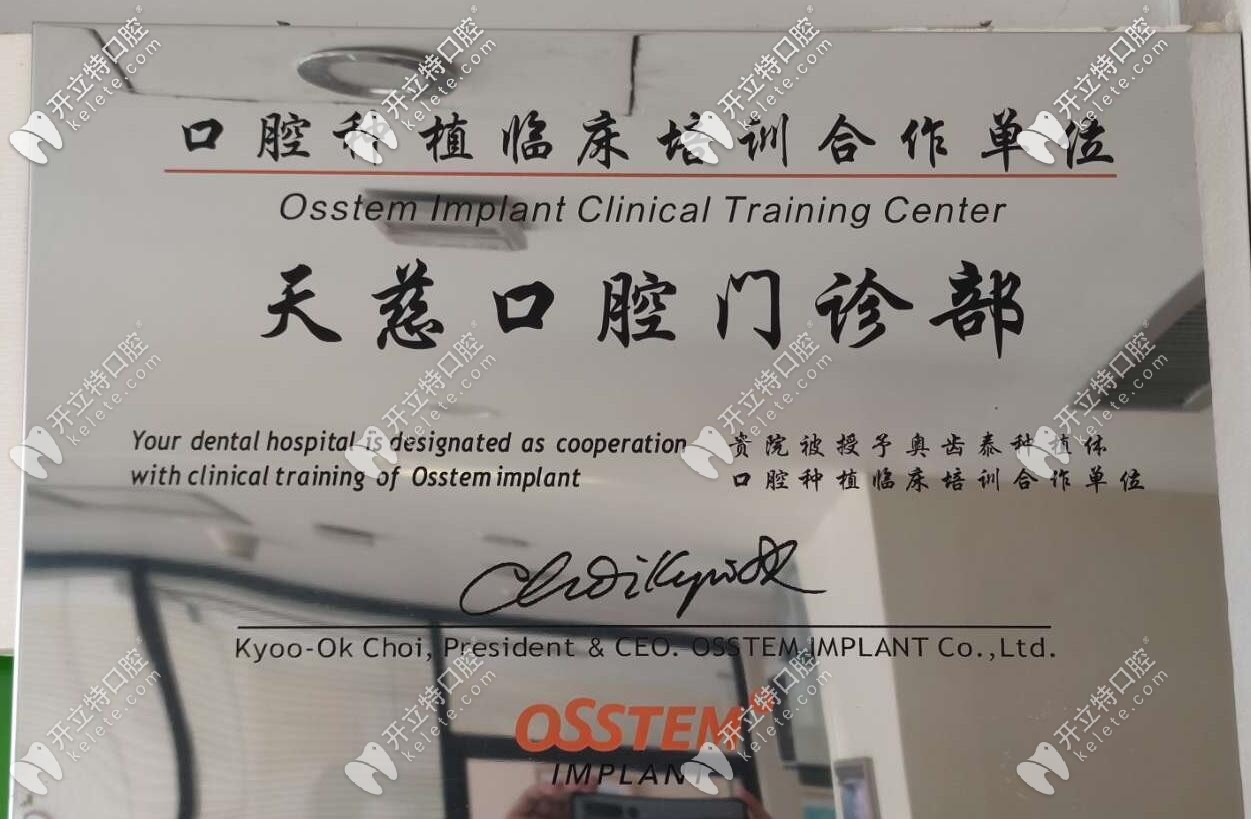 口腔种植临床培训合作单位
Osstem Implant Clinical Training Center
天慈口腔门诊部
Your dental hospital is designated as cooperation
with clinical training of Osstem implant
贵院被授予奥齿泰种植体
口腔种植临床培训合作单位
Choi Kyoo Ok
Kyoo-Ok Choi, President & CEO. OSSTEM IMPLANT Co.,Ltd.
OSSTEM®
IMPLANT
开立特口腔
kelete.com